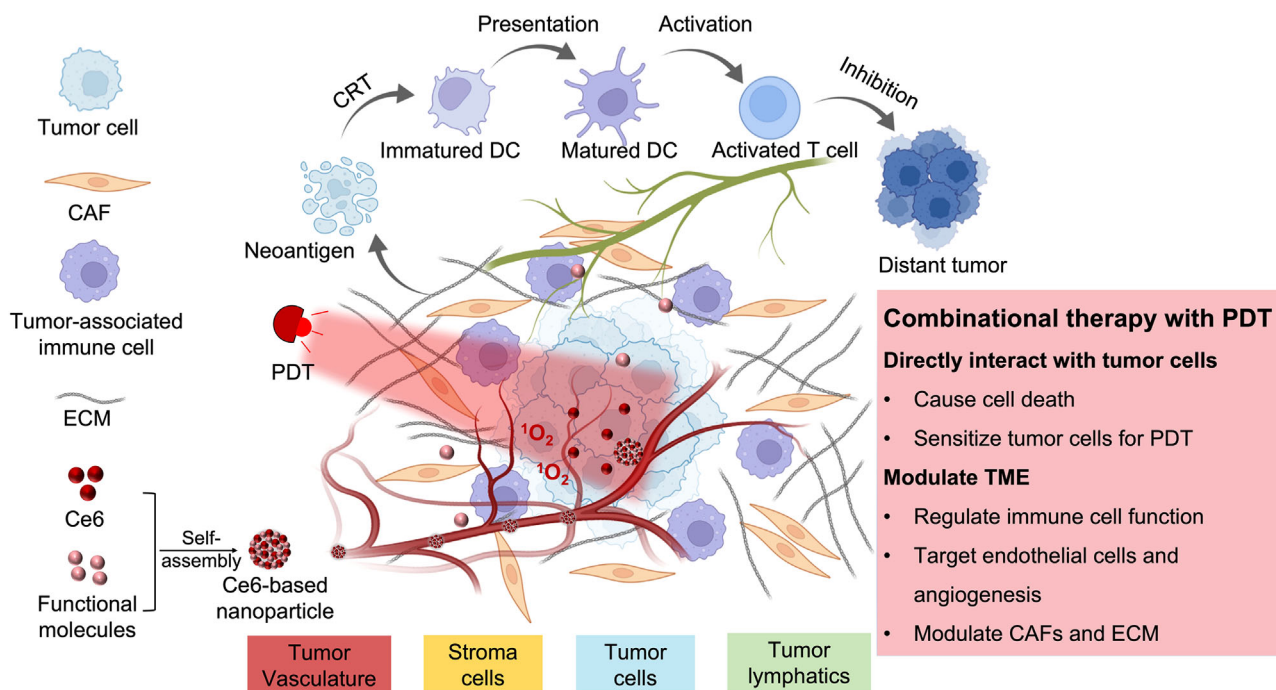 Presentation
Activation
CRT
Inhibition
Tumor cell
Immatured DC
Matured DC
Activated T cell
CAF
Neoantigen
Distant tumor
Tumor-associated
immune cell
PDT
ECM
¹O₂
¹O₂
Ce6
Functional
molecules
Self-
assembly
Ce6-based
nanoparticle
Combinational therapy with PDT
Directly interact with tumor cells
• Cause cell death
• Sensitize tumor cells for PDT
Modulate TME
• Regulate immune cell function
• Target endothelial cells and
angiogenesis
• Modulate CAFs and ECM
Tumor
Vasculature
Stroma
cells
Tumor
cells
Tumor
lymphatics